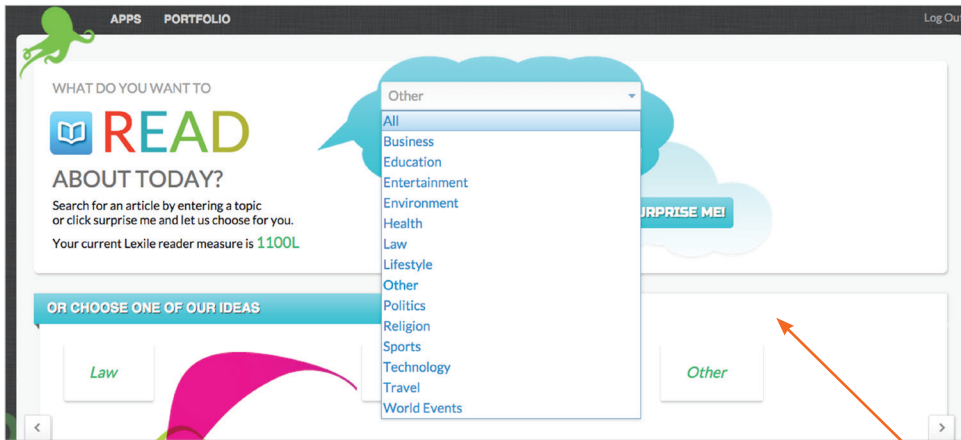 APPS PORTFOLIO
Log Out
WHAT DO YOU WANT TO
READ
ABOUT TODAY?
Search for an article by entering a topic
or click surprise me and let us choose for you.
Your current Lexile reader measure is 1100L
Other
All
Business
Education
Entertainment
Environment
Health
Law
Lifestyle
Other
Politics
Religion
Sports
Technology
Travel
World Events
URPRISE ME!
OR CHOOSE ONE OF OUR IDEAS
Law
Other